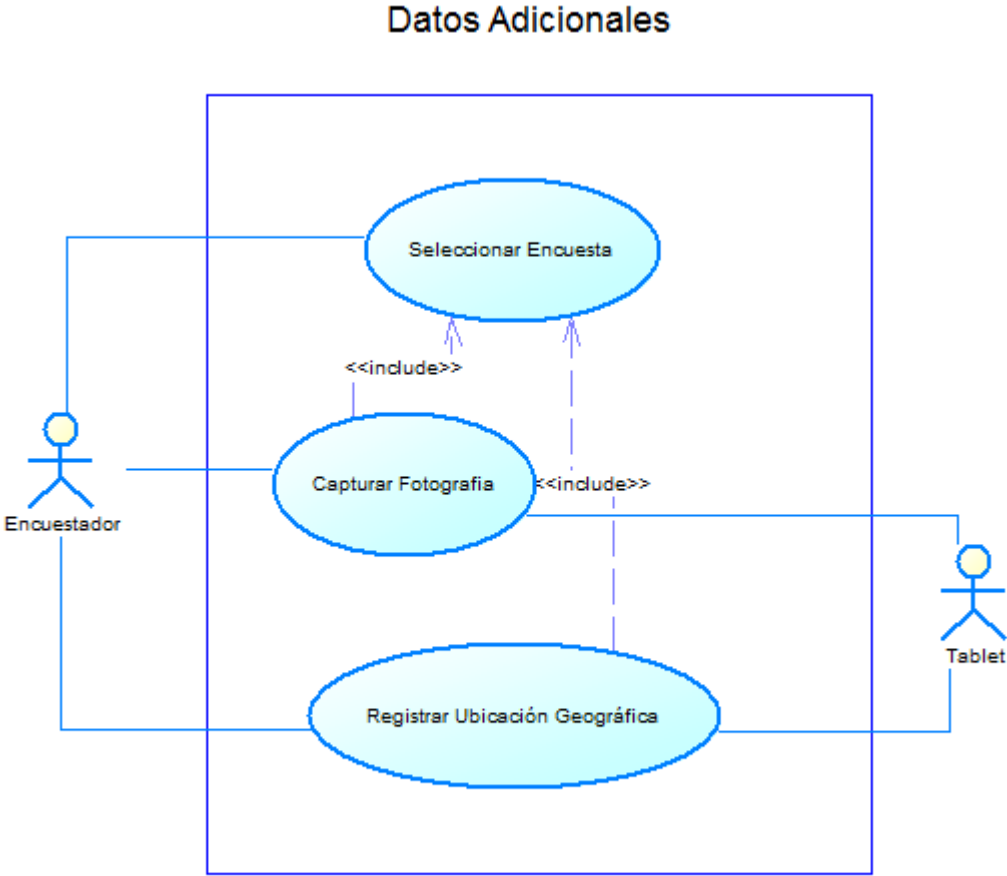 Datos Adicionales
Seleccionar Encuesta
<<include>>
Capturar Fotografia
<<include>>
Encuestador
Tablet
Registrar Ubicación Geográfica